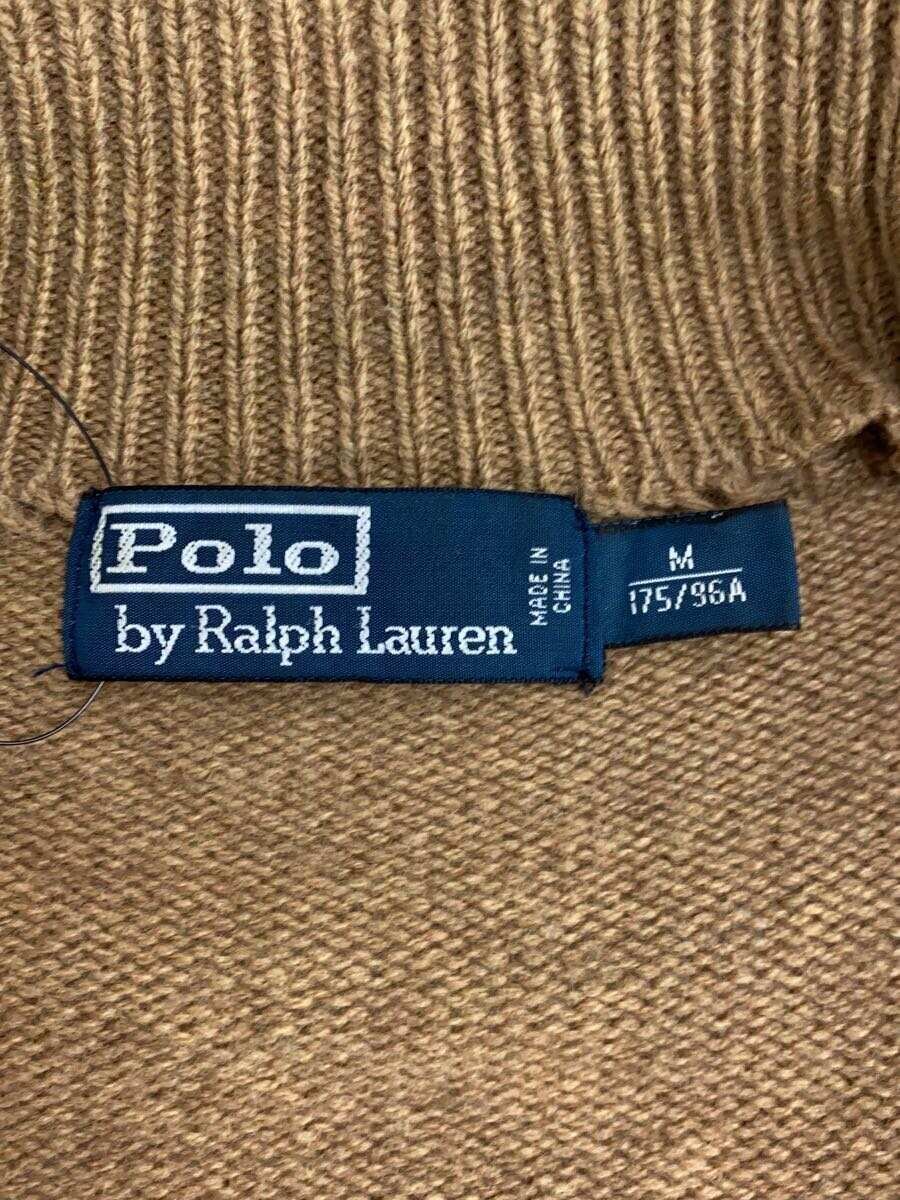 Polo
by Ralph Lauren
MADE IN
CHINA
M
175/96A